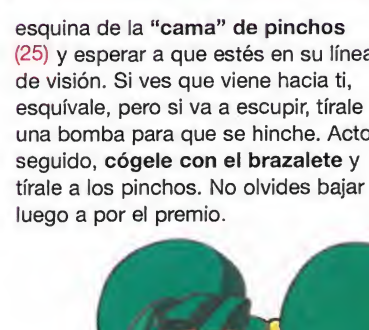 esquina de la “cama” de pinchos
(25) y esperar a que estés en su línea
de visión. Si ves que viene hacia ti,
esquívale, pero si va a escupir, tírale
una bomba para que se hinche. Acto
seguido, cógele con el brazalete y
tírale a los pinchos. No olvides bajar
luego a por el premio.